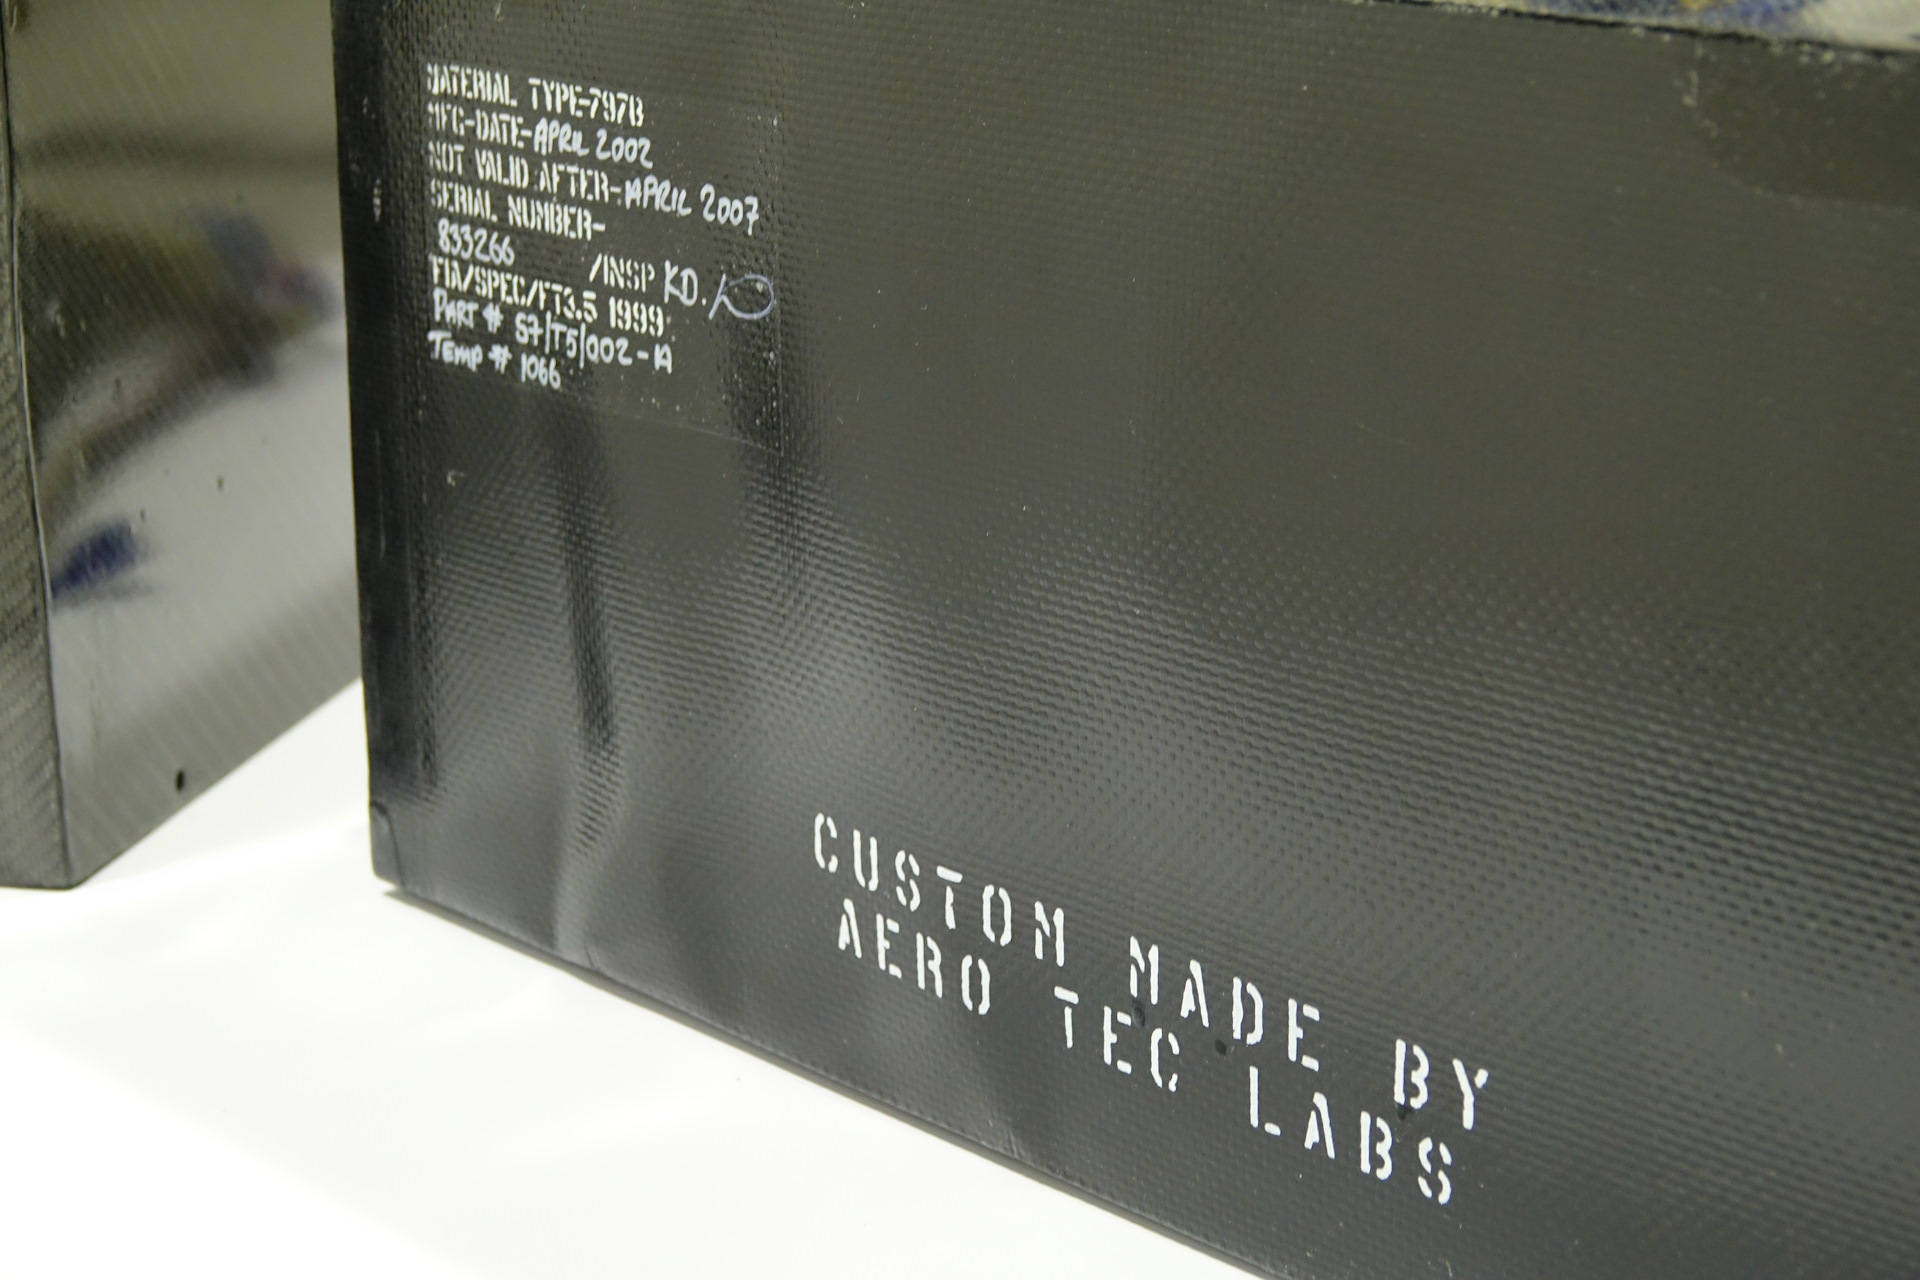 MATERIAL TYPE-797B
MFG-DATE-APRIL 2002
NOT VALID AFTER-APRIL 2007
SERIAL NUMBER-
833266 /INSP KD.
FIA/SPEC/FT3.5 1999
PART # S7/T5/002-A
TEMP # 1066
CUSTOM MADE BY
AERO TEC LABS